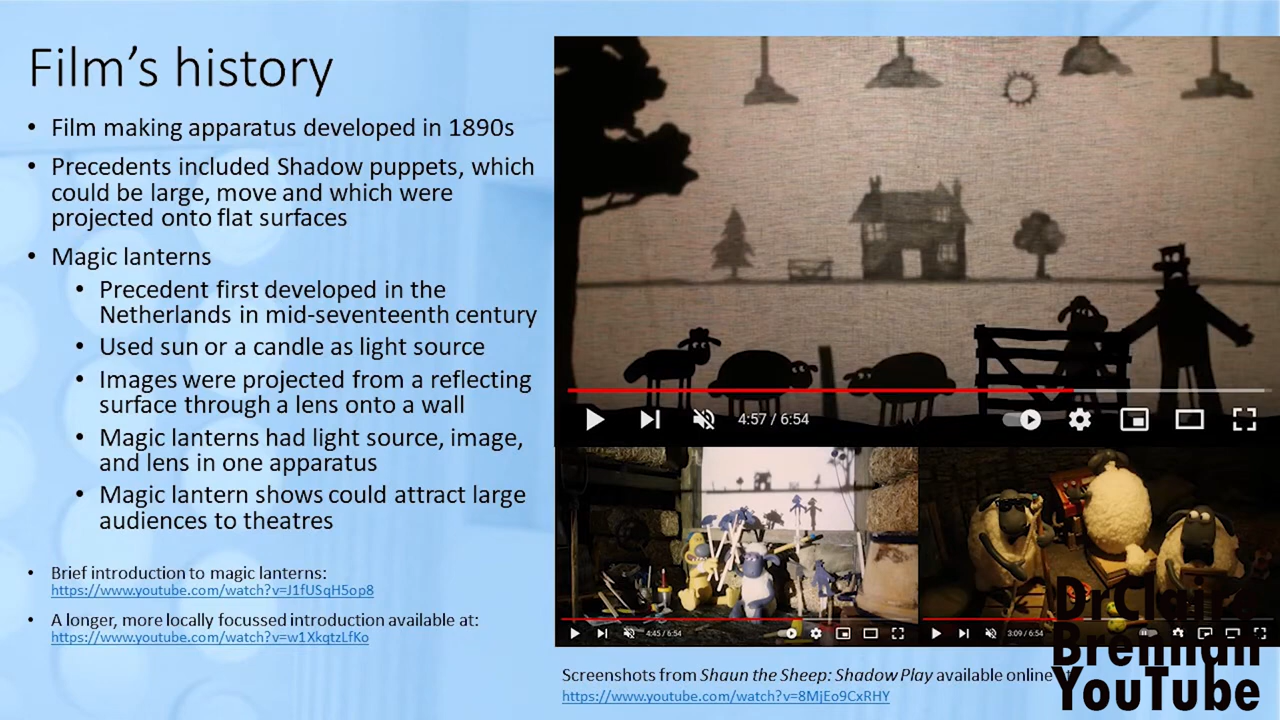 Film's history
• Film making apparatus developed in 1890s
• Precedents included Shadow puppets, which
could be large, move and which were
projected onto flat surfaces
• Magic lanterns
• Precedent first developed in the
Netherlands in mid-seventeenth century
• Used sun or a candle as light source
• Images were projected from a reflecting
surface through a lens onto a wall
• Magic lanterns had light source, image,
and lens in one apparatus
• Magic lantern shows could attract large
audiences to theatres
• Brief introduction to magic lanterns:
https://www.youtube.com/watch?v=J1fUSqH5op8
• A longer, more locally focussed introduction available at:
https://www.youtube.com/watch?v=w1XkqtzLfKo
4:57 / 6:54
4:45 / 6:54
3:09 / 6:54
Screenshots from Shaun the Sheep: Shadow Play available online
https://www.youtube.com/watch?v=8MjEo9CxRHY
DrClaire
Brennan
YouTube